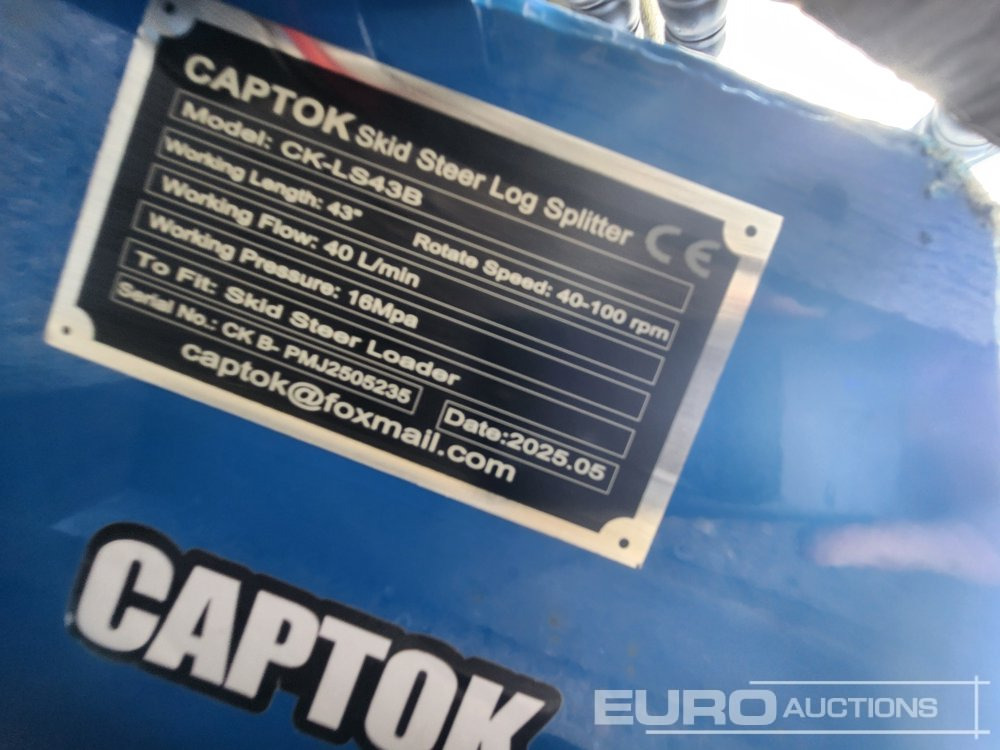 CAPTOK Skid Steer Log Splitter CE
Model: CK-LS43B
Working Length: 43" Rotate Speed: 40-100 rpm
Working Flow: 40 L/min
Working Pressure: 16Mpa
To Fit: Skid Steer Loader
Serial No.: CK B- PMJ2505235 Date:2025.05
captok@foxmail.com
CAPTOK
EURO AUCTIONS